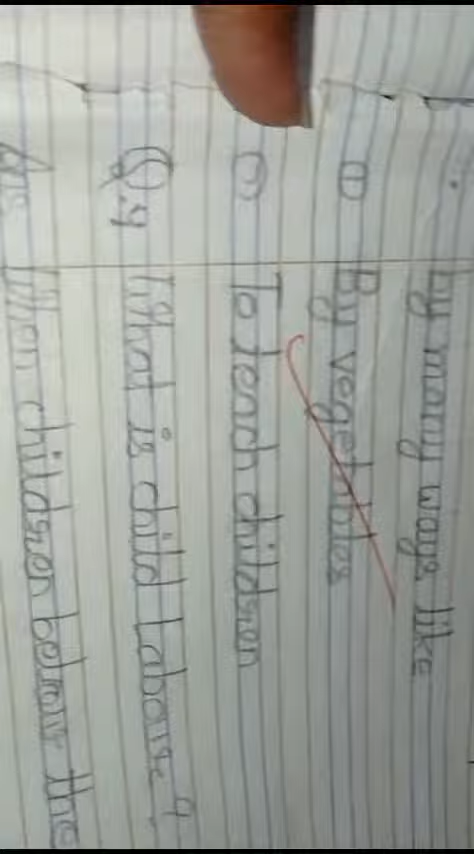 by many ways like
① By vegetables
② To teach children
Q.4 What is child Labour?
Ans When children below the